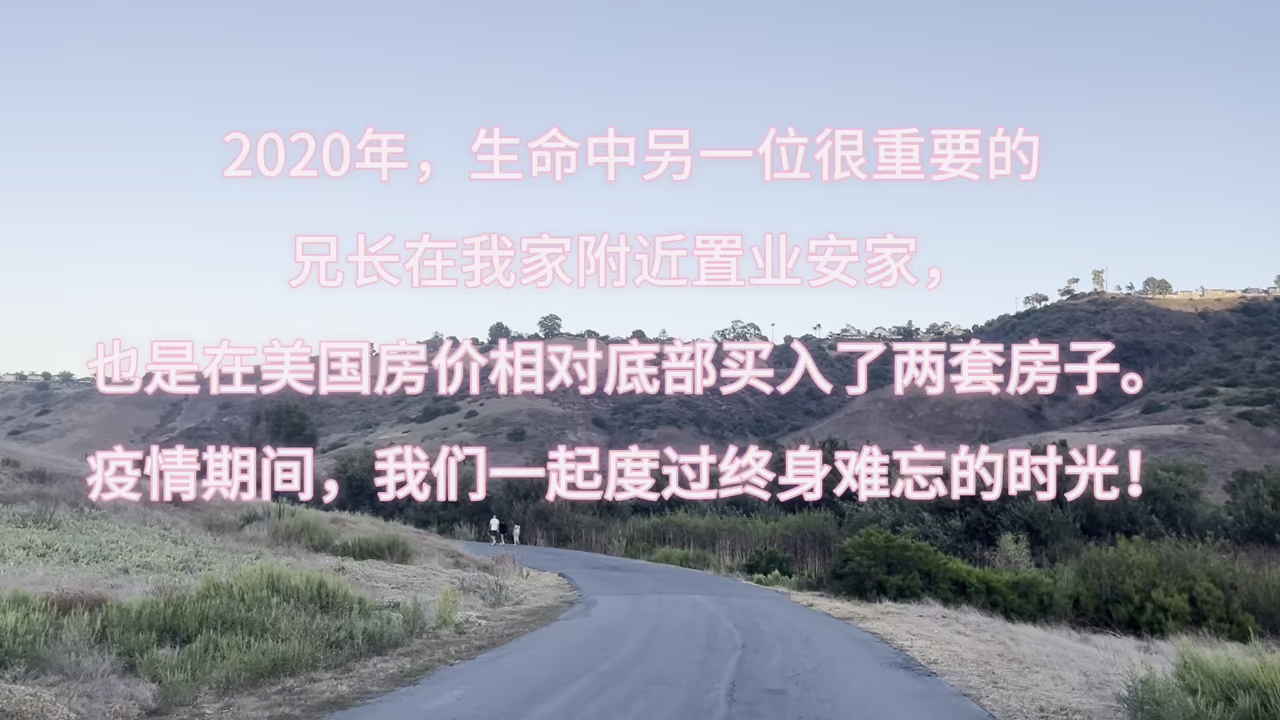 2020年，生命中另一位很重要的
兄长在我家附近置业安家，
也是在美国房价相对底部买入了两套房子。
疫情期间，我们一起度过终身难忘的时光！